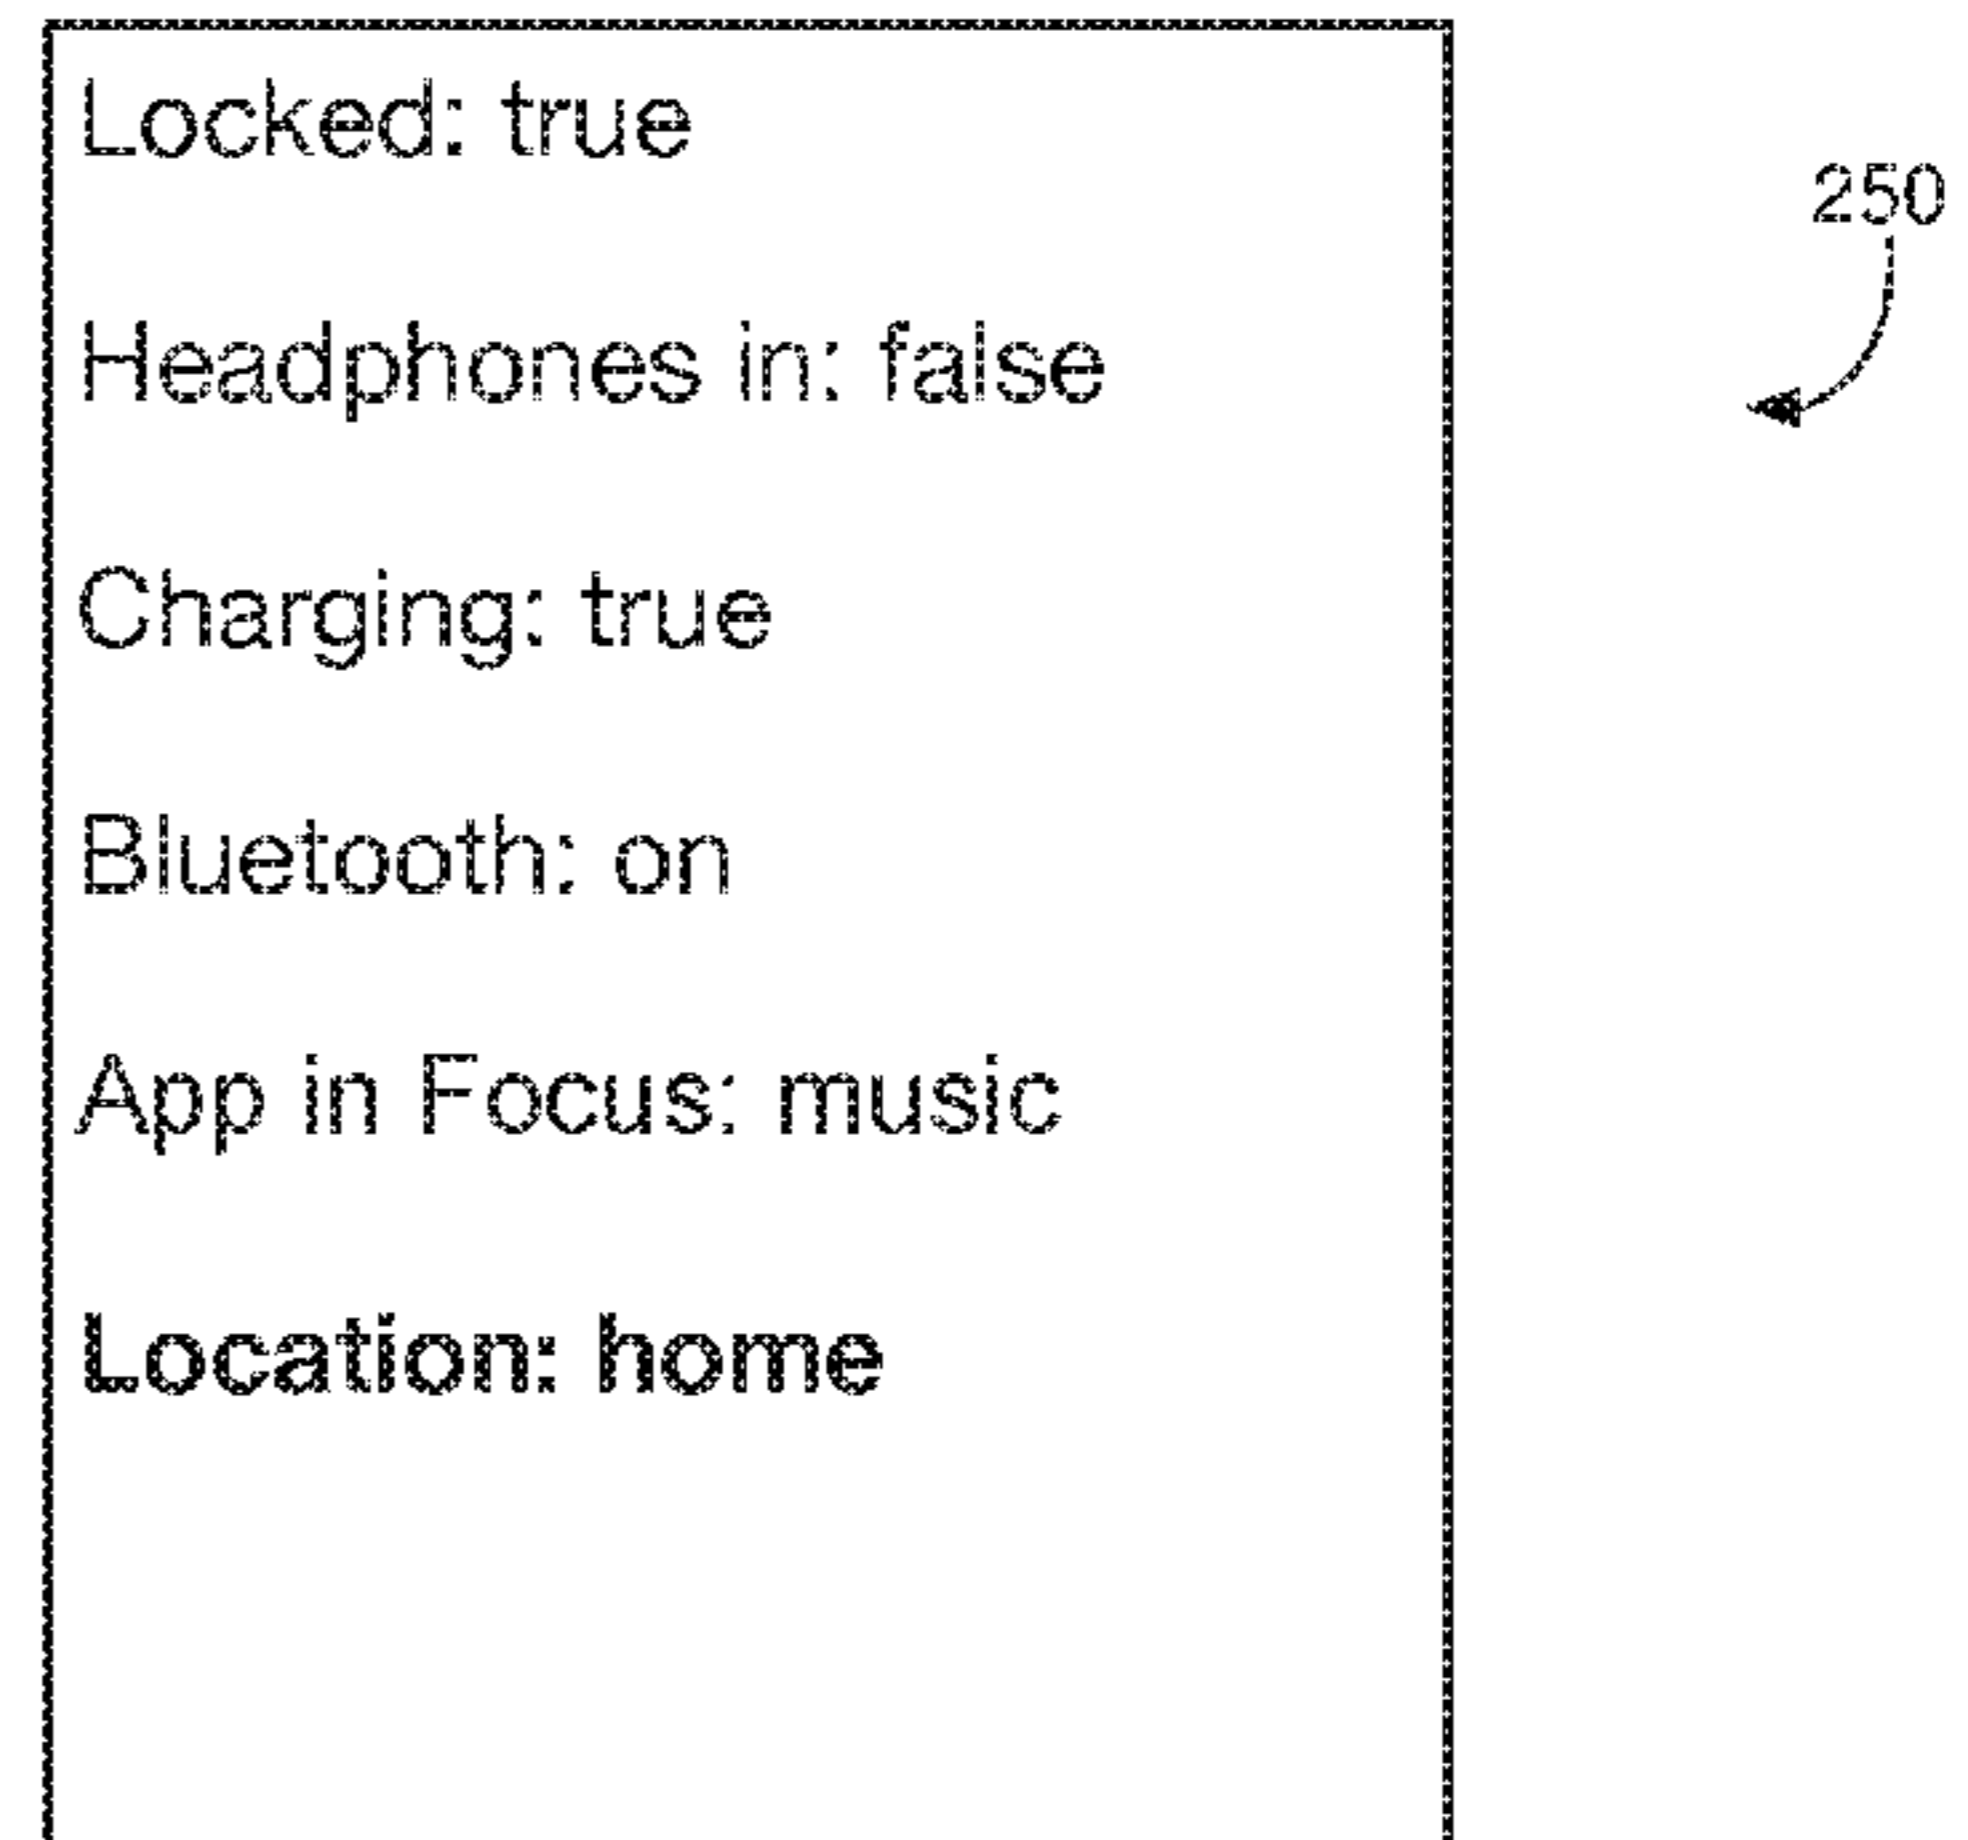 Locked: true
250
Headphones in: false
Charging: true
Bluetooth: on
App in Focus: music
Location: home